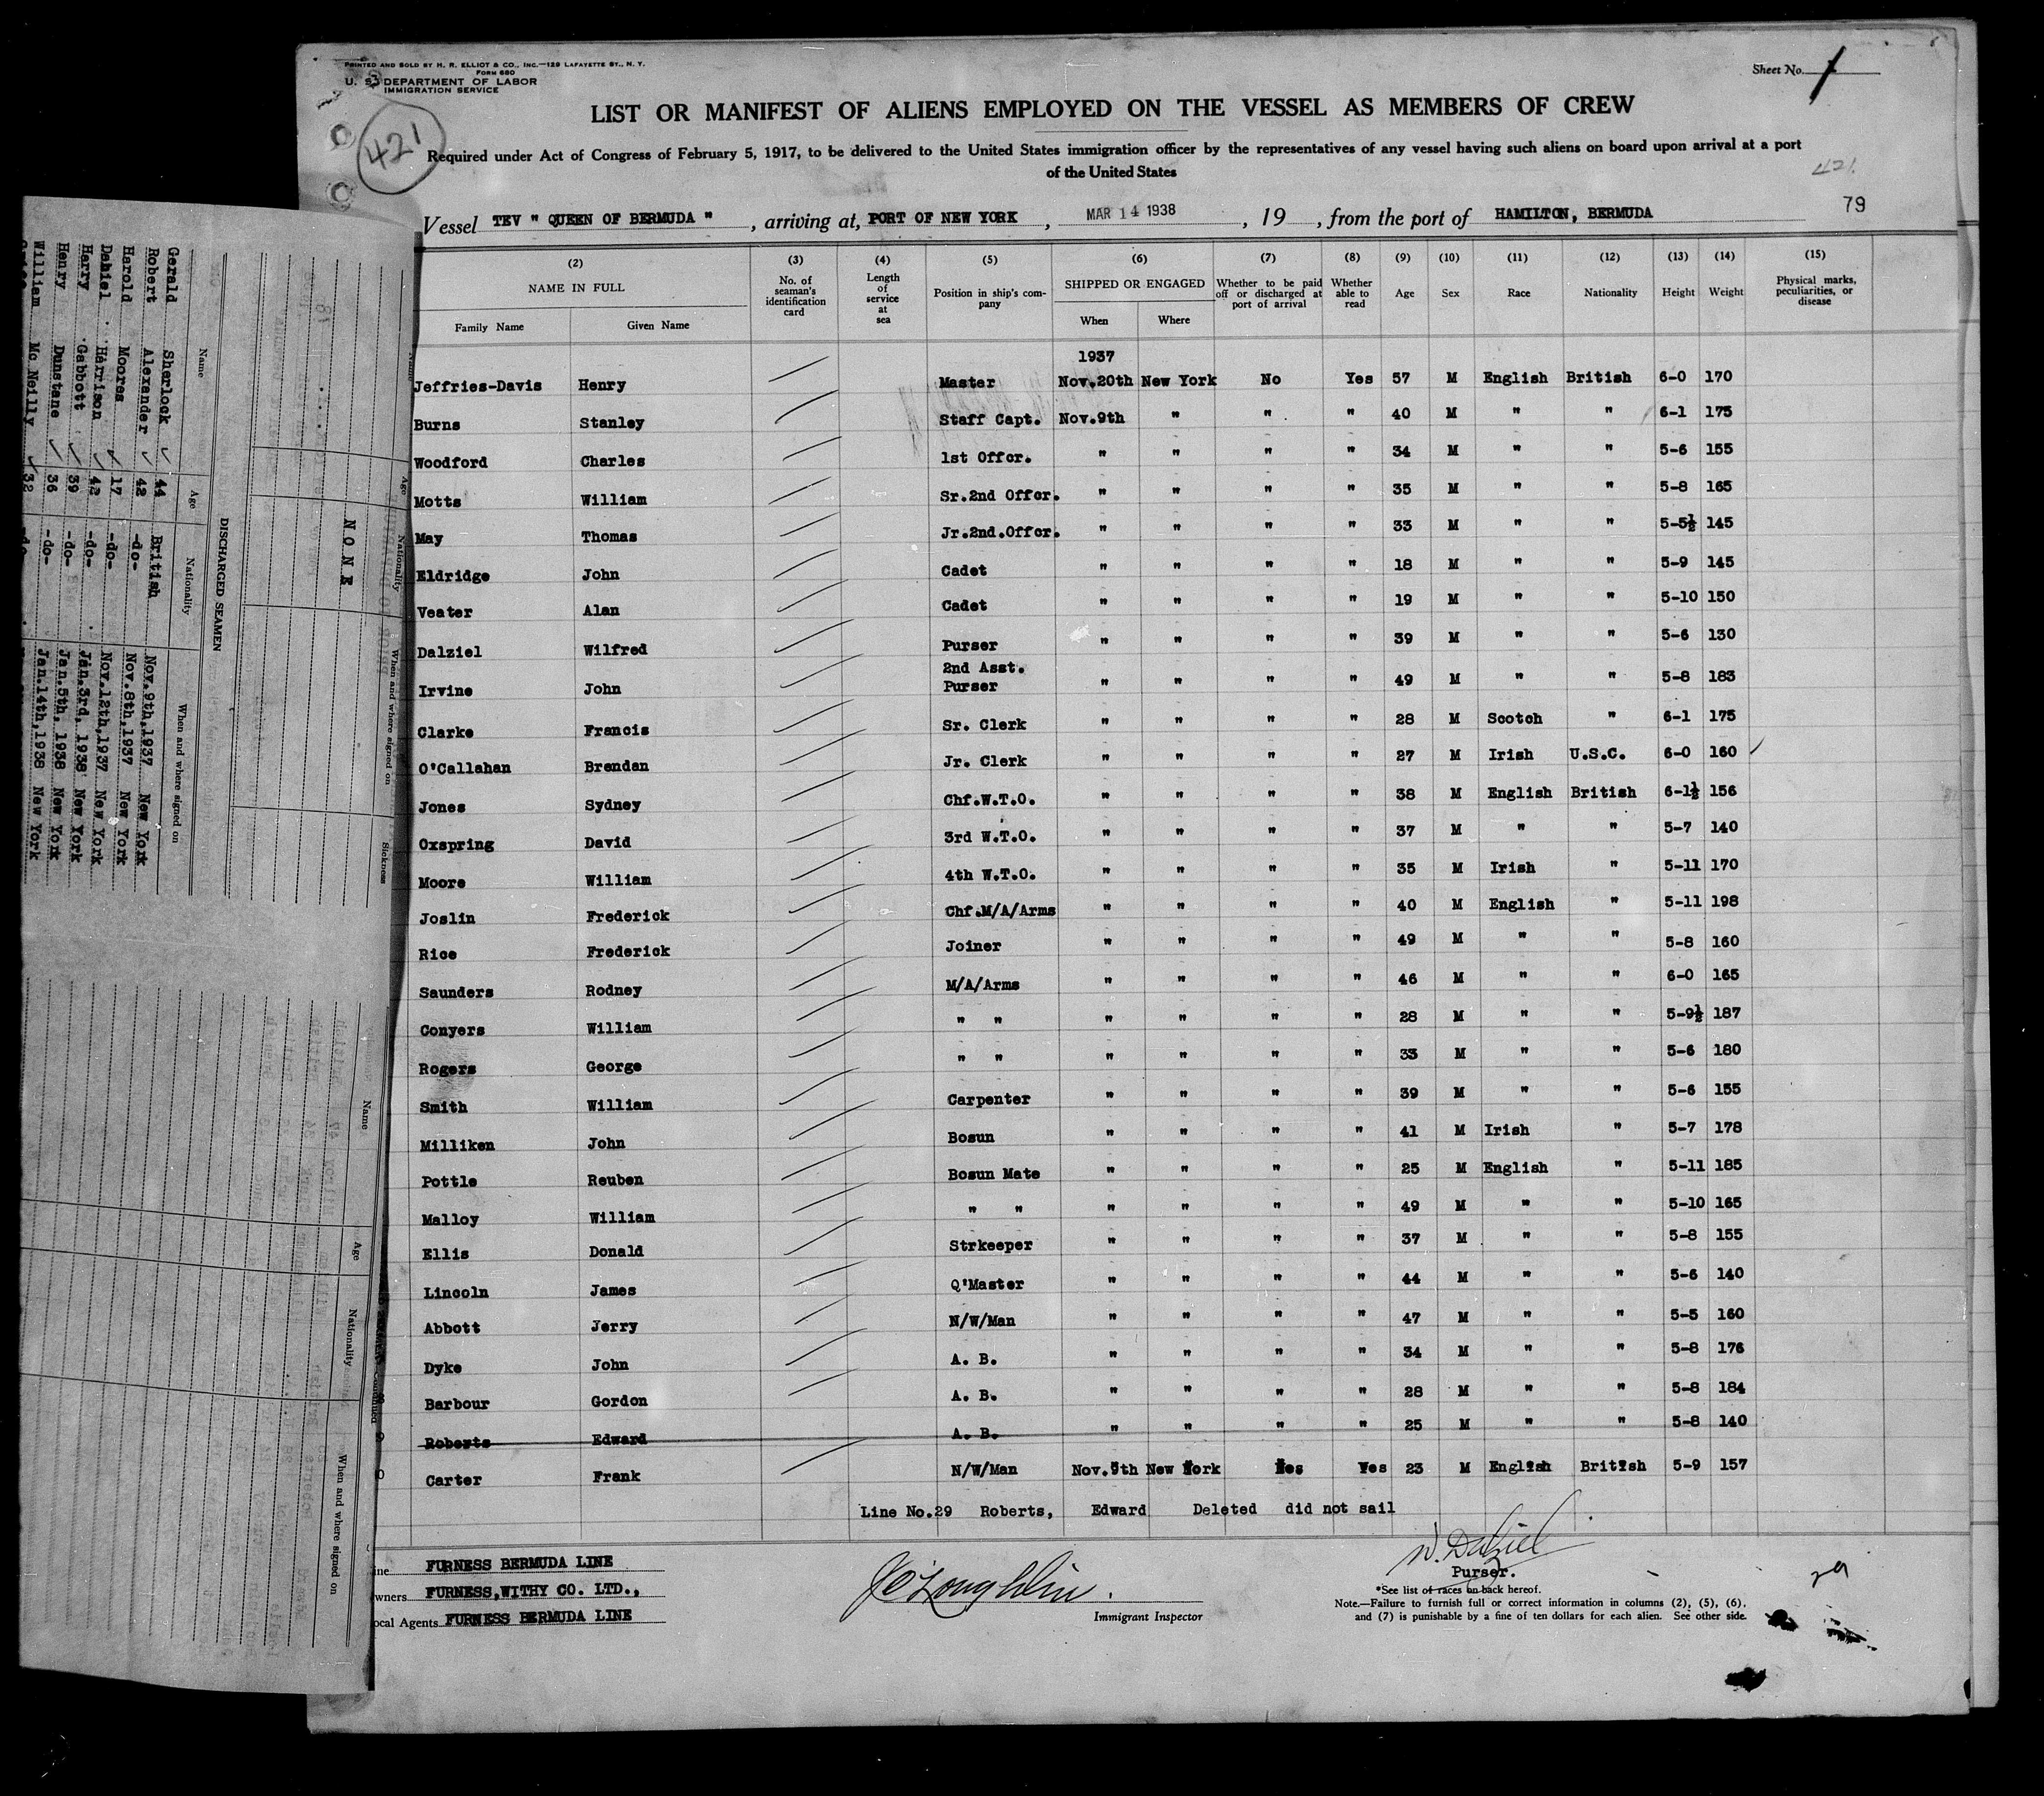 PRINTED AND SOLD BY H. R. ELLIOT & CO., INC.—129 LAFAYETTE ST., N. Y.
FORM 680
U. S. DEPARTMENT OF LABOR
IMMIGRATION SERVICE
Sheet No. 1
421
LIST OR MANIFEST OF ALIENS EMPLOYED ON THE VESSEL AS MEMBERS OF CREW
Required under Act of Congress of February 5, 1917, to be delivered to the United States immigration officer by the representatives of any vessel having such aliens on board upon arrival at a port
of the United States
421
Vessel TEV " QUEEN OF BERMUDA " , arriving at, PORT OF NEW YORK , MAR 14 1938 , 19 , from the port of HAMILTON, BERMUDA 79
(2) NAME IN FULL Family Name Given Name (3) No. of seaman's identification card (4) Length of service at sea (5) Position in ship's company (6) SHIPPED OR ENGAGED When Where (7) Whether to be paid off or discharged at port of arrival (8) Whether able to read (9) Age (10) Sex (11) Race (12) Nationality (13) Height (14) Weight (15) Physical marks, peculiarities, or disease
1937
Jeffries-Davis Henry Master Nov.20th New York No Yes 57 M English British 6-0 170
Burns Stanley Staff Capt. Nov.9th " " " 40 M " " 6-1 175
Woodford Charles 1st Offcr. " " " " 34 M " " 5-6 155
Motts William Sr.2nd Offcr. " " " " 35 M " " 5-8 165
May Thomas Jr.2nd.Offcr. " " " " 33 M " " 5-5½ 145
Eldridge John Cadet " " " " 18 M " " 5-9 145
Veater Alan Cadet " " " " 19 M " " 5-10 150
Dalziel Wilfred Purser " " " " 39 M " " 5-6 130
Irvine John 2nd Asst. Purser " " " " 49 M " " 5-8 183
Clarke Francis Sr. Clerk " " " " 28 M Scotch " 6-1 175
O'Callahan Brendan Jr. Clerk " " " " 27 M Irish U.S.C. 6-0 160
Jones Sydney Chf.W.T.O. " " " " 38 M English British 6-1½ 156
Oxspring David 3rd W.T.O. " " " " 37 M " " 5-7 140
Moore William 4th W.T.O. " " " " 35 M Irish " 5-11 170
Joslin Frederick Chf.M/A/Arms " " " " 40 M English " 5-11 198
Rice Frederick Joiner " " " " 49 M " " 5-8 160
Saunders Rodney M/A/Arms " " " " 46 M " " 6-0 165
Conyers William " " " " " " 28 M " " 5-9½ 187
Rogers George " " " " " " 33 M " " 5-6 180
Smith William Carpenter " " " " 39 M " " 5-6 155
Milliken John Bosun " " " " 41 M Irish " 5-7 178
Pottle Reuben Bosun Mate " " " " 25 M English " 5-11 185
Malloy William " " " " " " 49 M " " 5-10 165
Ellis Donald Strkeeper " " " " 37 M " " 5-8 155
Lincoln James Q'Master " " " " 44 M " " 5-6 140
Abbott Jerry N/W/Man " " " " 47 M " " 5-5 160
Dyke John A. B. " " " " 34 M " " 5-8 176
Barbour Gordon A. B. " " " " 28 M " " 5-8 184
Roberts Edward A. B. " " " " 25 M " " 5-8 140
Carter Frank N/W/Man Nov.9th New York Yes Yes 23 M English British 5-9 157
Line No.29 Roberts, Edward Deleted did not sail
FURNESS BERMUDA LINE
FURNESS,WITHY CO. LTD.,
Agents FURNESS BERMUDA LINE
Immigrant Inspector
W. Dalziel
Purser.
*See list of races on back hereof.
Note.—Failure to furnish full or correct information in columns (2), (5), (6),
and (7) is punishable by a fine of ten dollars for each alien. See other side.
Nationality When and where signed on Sickness
NONE
DISCHARGED SEAMEN
Name Age Nationality When and where signed on
Gerald Sherlock 44 British Nov.9th,1937 New York
Robert Alexander 42 -do- Nov.8th,1937 New York
Harold Moores 17 -do- Nov.12th,1937 New York
Daniel Harrison 42 -do- Jan.3rd, 1938 New York
Harry Gabbott 39 -do- Jan.5th, 1938 New York
Henry Dunstane 36 -do- Jan.14th,1938 New York
William Mc Neilly 32
Name Age Nationality When and where signed on